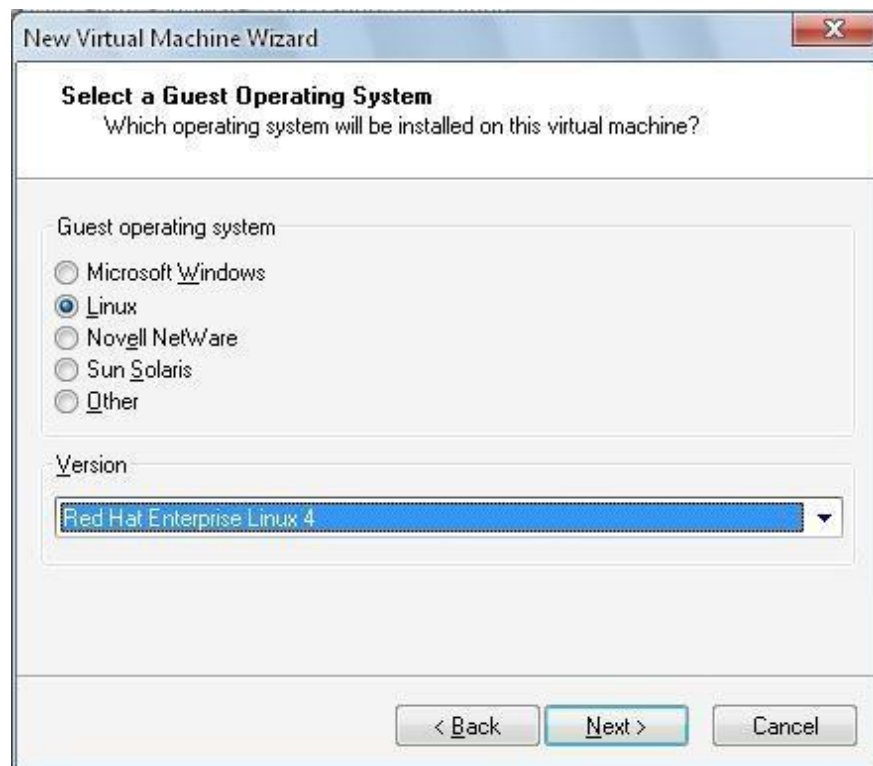 New Virtual Machine Wizard
Select a Guest Operating System
Which operating system will be installed on this virtual machine?
Guest operating system
Microsoft Windows
Linux
Novell NetWare
Sun Solaris
Other
Version
Red Hat Enterprise Linux 4
< Back Next > Cancel